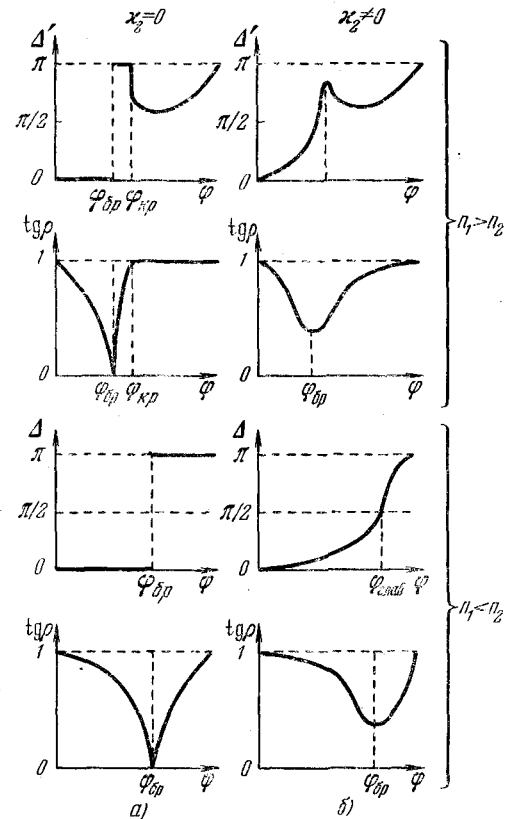 ϰ₂=0 ϰ₂≠0
Δ′ Δ′
π π
π/2 π/2
0 φбр φкр φ 0 φ
n₁>n₂
tgρ tgρ
1 1
0 φбр φкр φ 0 φбр φ
Δ Δ
π π
π/2 π/2
0 φбр φ 0 φглав φ
n₁<n₂
tgρ tgρ
1 1
0 φбр φ 0 φбр φ
а) б)